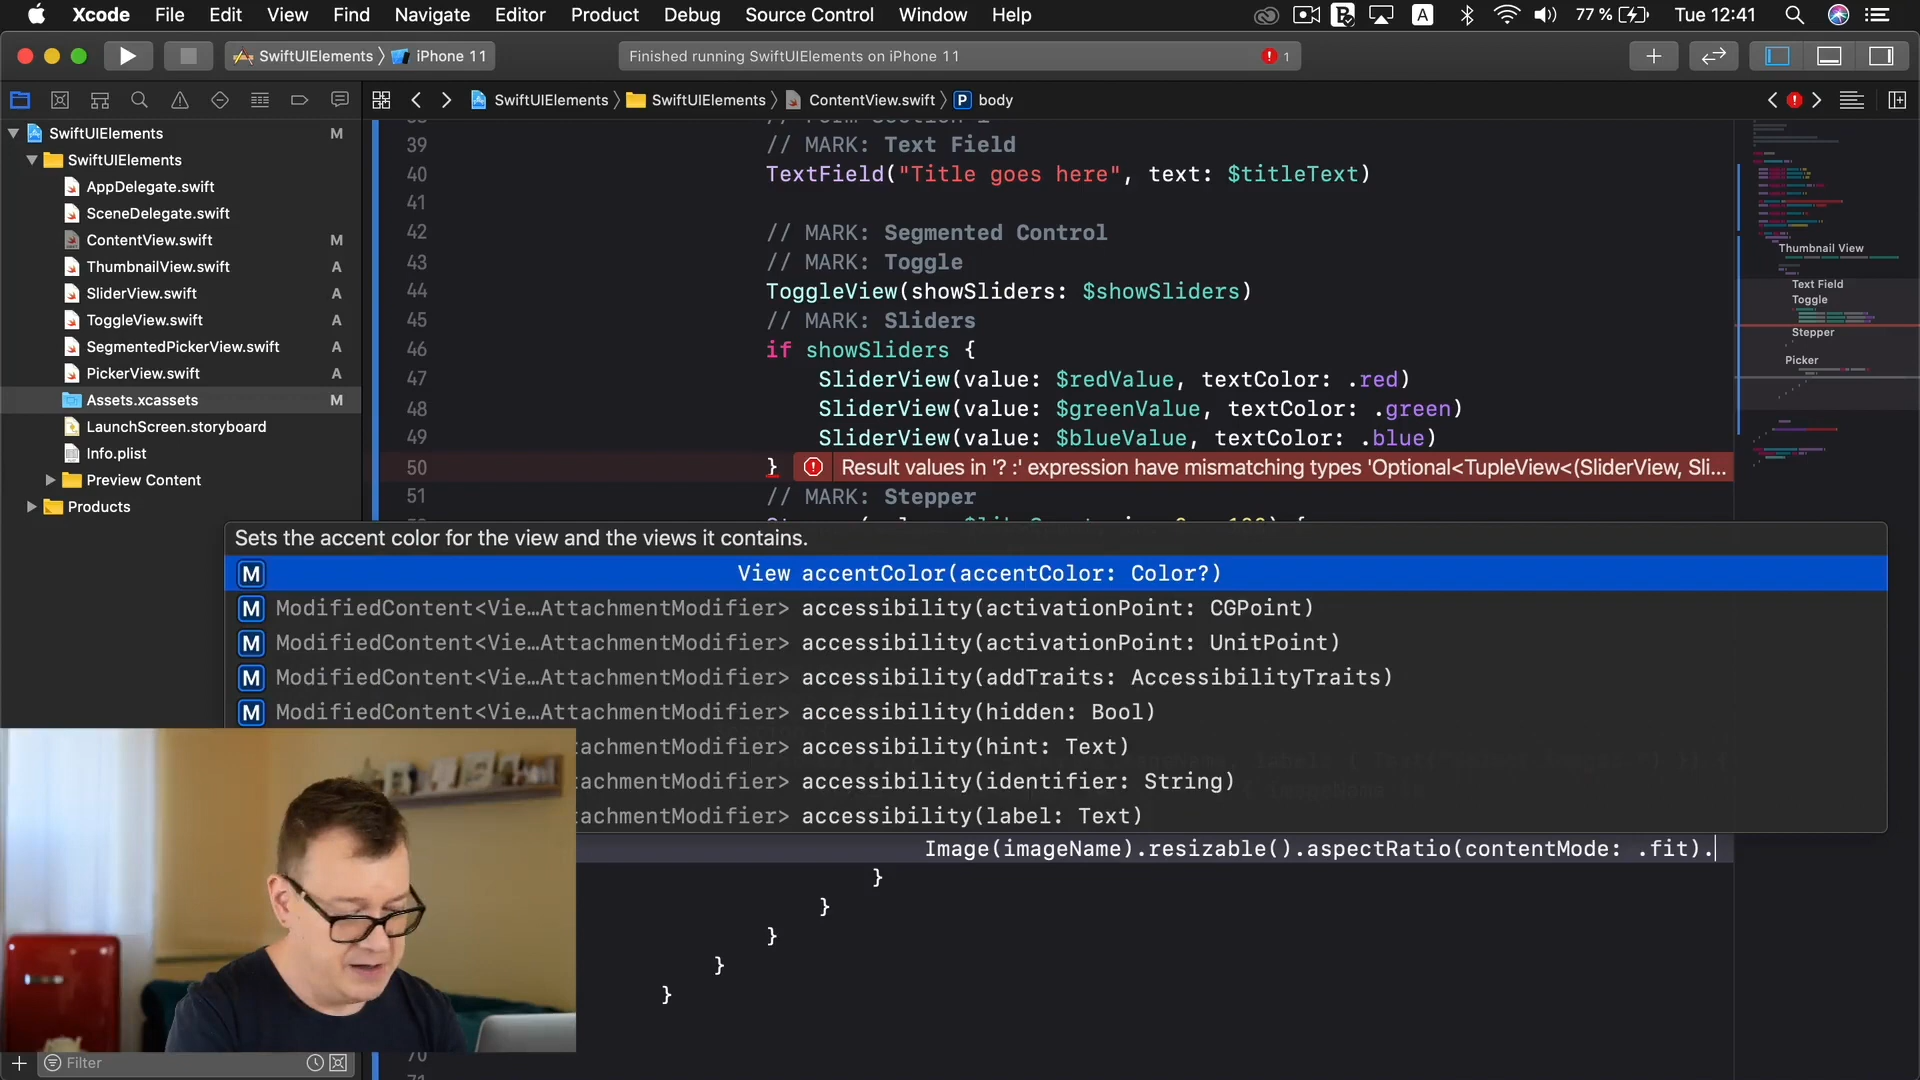 Xcode File Edit View Find Navigate Editor Product Debug Source Control Window Help A 77 % Tue 12:41
SwiftUIElements iPhone 11 Finished running SwiftUIElements on iPhone 11 1
SwiftUIElements SwiftUIElements ContentView.swift P body
SwiftUIElements M
SwiftUIElements
AppDelegate.swift
SceneDelegate.swift
ContentView.swift M
ThumbnailView.swift A
SliderView.swift A
ToggleView.swift A
SegmentedPickerView.swift A
PickerView.swift A
Assets.xcassets M
LaunchScreen.storyboard
Info.plist
Preview Content
Products
39 // MARK: Text Field
40 TextField("Title goes here", text: $titleText)
41
42 // MARK: Segmented Control
43 // MARK: Toggle
44 ToggleView(showSliders: $showSliders)
45 // MARK: Sliders
46 if showSliders {
47 SliderView(value: $redValue, textColor: .red)
48 SliderView(value: $greenValue, textColor: .green)
49 SliderView(value: $blueValue, textColor: .blue)
50 } Result values in '? :' expression have mismatching types 'Optional<TupleView<(SliderView, Sli...
51 // MARK: Stepper
Sets the accent color for the view and the views it contains.
M View accentColor(accentColor: Color?)
M ModifiedContent<Vie…AttachmentModifier> accessibility(activationPoint: CGPoint)
M ModifiedContent<Vie…AttachmentModifier> accessibility(activationPoint: UnitPoint)
M ModifiedContent<Vie…AttachmentModifier> accessibility(addTraits: AccessibilityTraits)
M ModifiedContent<Vie…AttachmentModifier> accessibility(hidden: Bool)
tachmentModifier> accessibility(hint: Text)
tachmentModifier> accessibility(identifier: String)
tachmentModifier> accessibility(label: Text)
Image(imageName).resizable().aspectRatio(contentMode: .fit).
}
}
}
}
}
70
Filter
Thumbnail View
Text Field
Toggle
Stepper
Picker